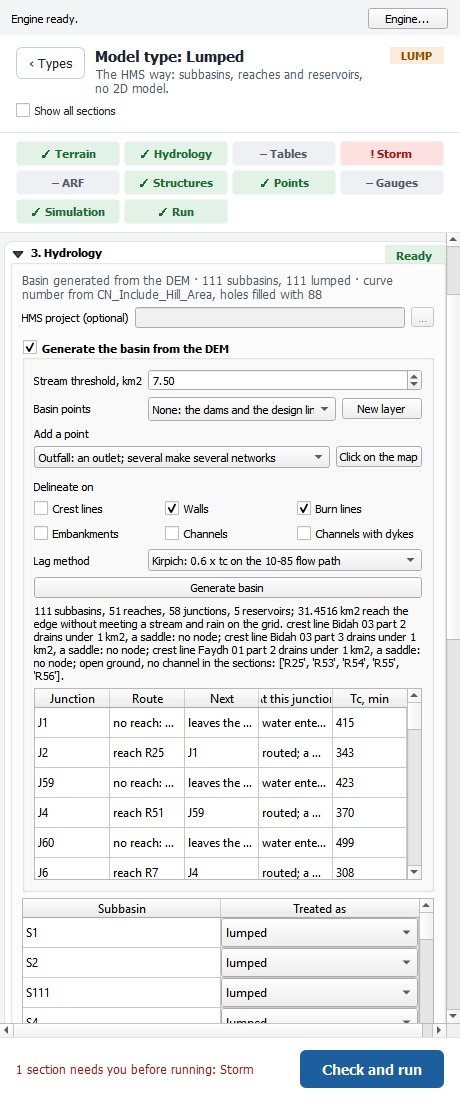 Engine ready.
Engine...
‹ Types
Model type: Lumped
LUMP
The HMS way: subbasins, reaches and reservoirs,
no 2D model.
Show all sections
✓ Terrain
✓ Hydrology
– Tables
! Storm
– ARF
✓ Structures
✓ Points
– Gauges
✓ Simulation
✓ Run
3. Hydrology
Ready
Basin generated from the DEM · 111 subbasins, 111 lumped · curve
number from CN_Include_Hill_Area, holes filled with 88
HMS project (optional)
...
Generate the basin from the DEM
Stream threshold, km2
7.50
Basin points
None: the dams and the design lin
New layer
Add a point
Outfall: an outlet; several make several networks
Click on the map
Delineate on
Crest lines
Walls
Burn lines
Embankments
Channels
Channels with dykes
Lag method
Kirpich: 0.6 x tc on the 10-85 flow path
Generate basin
111 subbasins, 51 reaches, 58 junctions, 5 reservoirs; 31.4516 km2 reach the
edge without meeting a stream and rain on the grid. crest line Bidah 03 part 2
drains under 1 km2, a saddle: no node; crest line Bidah 03 part 3 drains under 1
km2, a saddle: no node; crest line Faydh 01 part 2 drains under 1 km2, a saddle:
no node; open ground, no channel in the sections: ['R25', 'R53', 'R54', 'R55',
'R56'].
Junction Route Next At this junction Tc, min
J1 no reach: ... leaves the ... water ente... 415
J2 reach R25 J1 routed; a ... 343
J59 no reach: ... leaves the ... water ente... 423
J4 reach R51 J59 routed; a ... 370
J60 no reach: ... leaves the ... water ente... 499
J6 reach R7 J4 routed; a ... 308
Subbasin Treated as
S1 lumped
S2 lumped
S111 lumped
S4 lumped
1 section needs you before running: Storm
Check and run